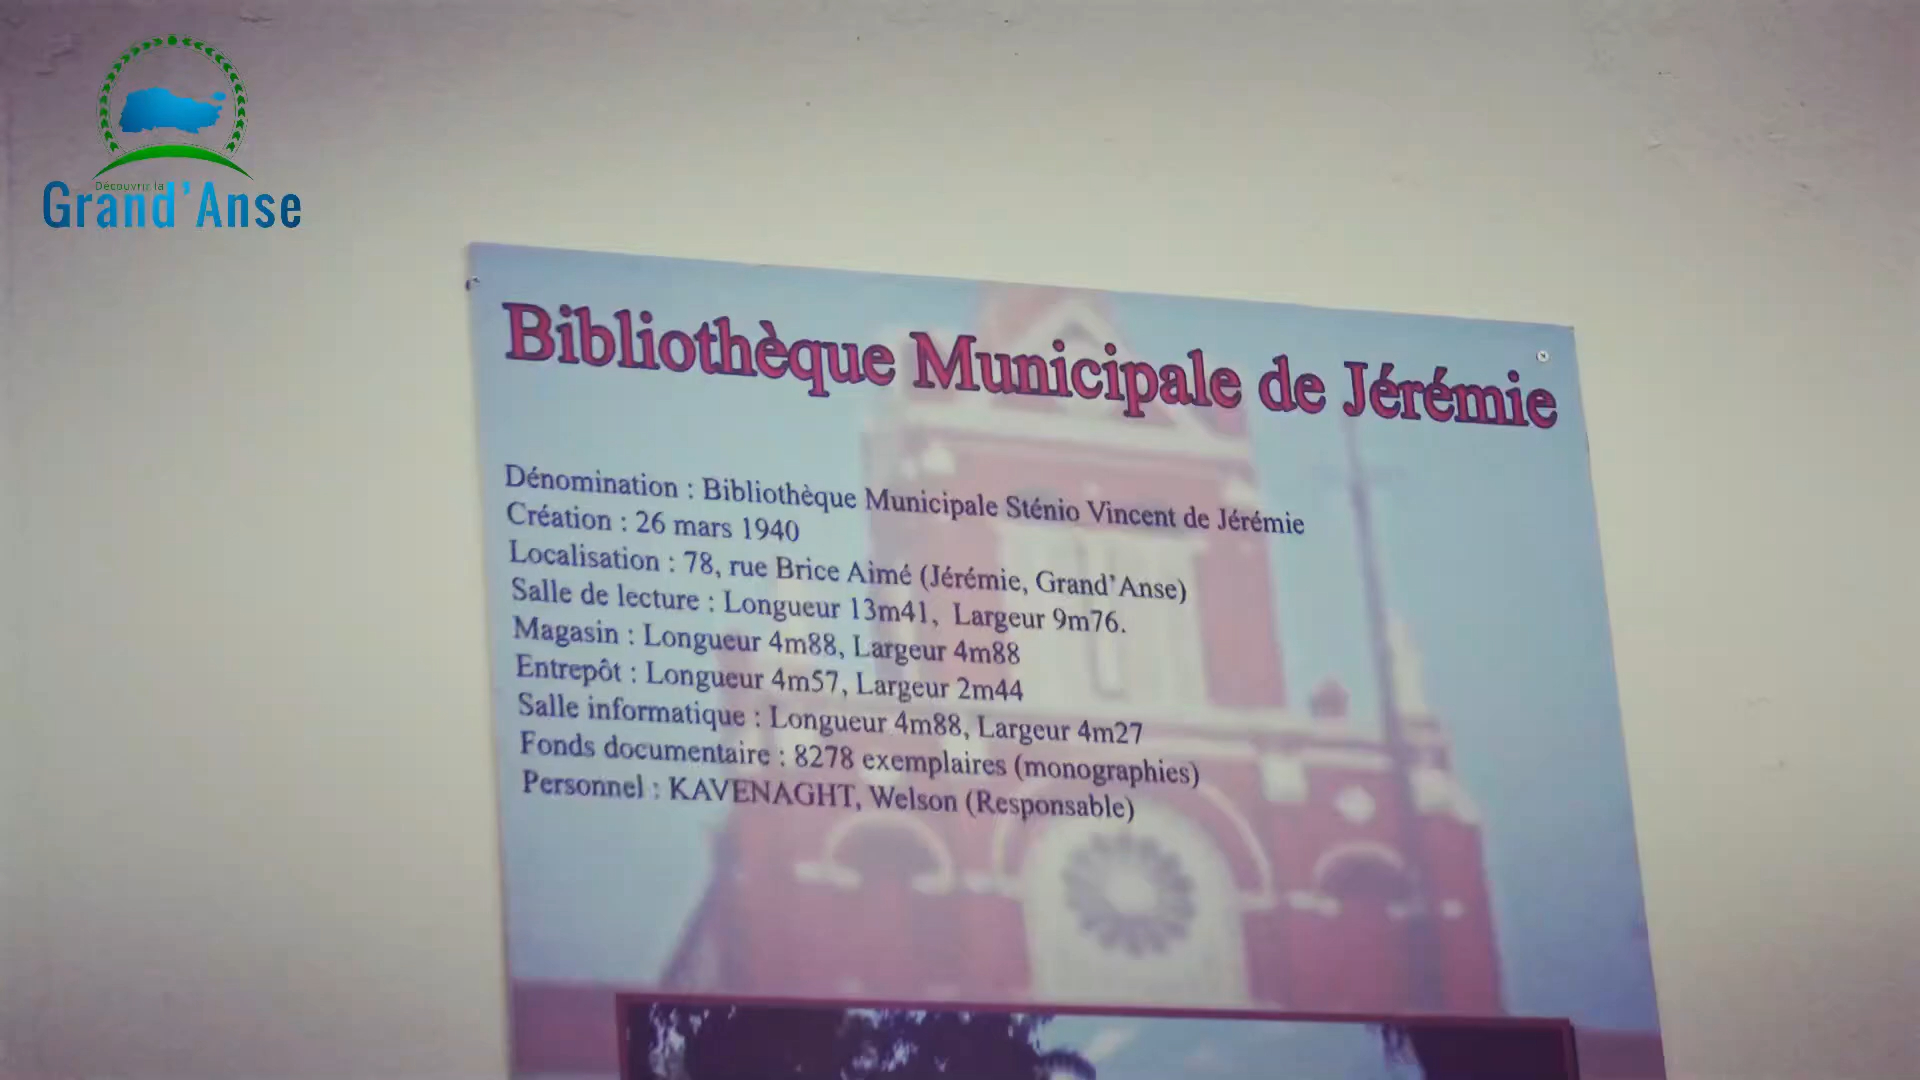 Découvrir la
Grand'Anse
Bibliothèque Municipale de Jérémie
Dénomination : Bibliothèque Municipale Sténio Vincent de Jérémie
Création : 26 mars 1940
Localisation : 78, rue Brice Aimé (Jérémie, Grand'Anse)
Salle de lecture : Longueur 13m41, Largeur 9m76.
Magasin : Longueur 4m88, Largeur 4m88
Entrepôt : Longueur 4m57, Largeur 2m44
Salle informatique : Longueur 4m88, Largeur 4m27
Fonds documentaire : 8278 exemplaires (monographies)
Personnel : KAVENAGHT, Welson (Responsable)